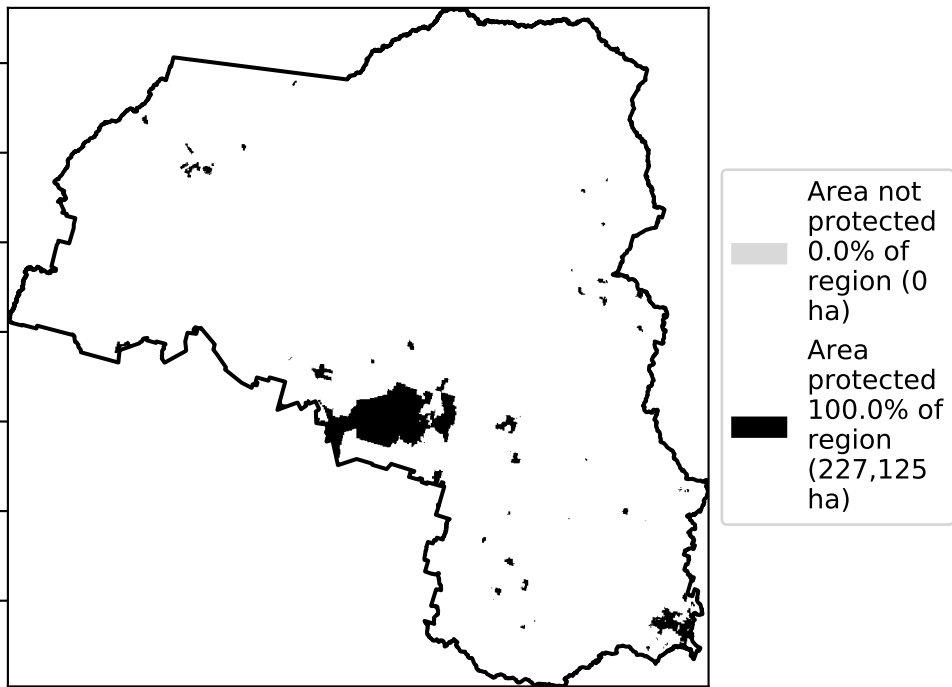 Area not
protected
0.0% of
region (0
ha)
Area
protected
100.0% of
region
(227,125
ha)